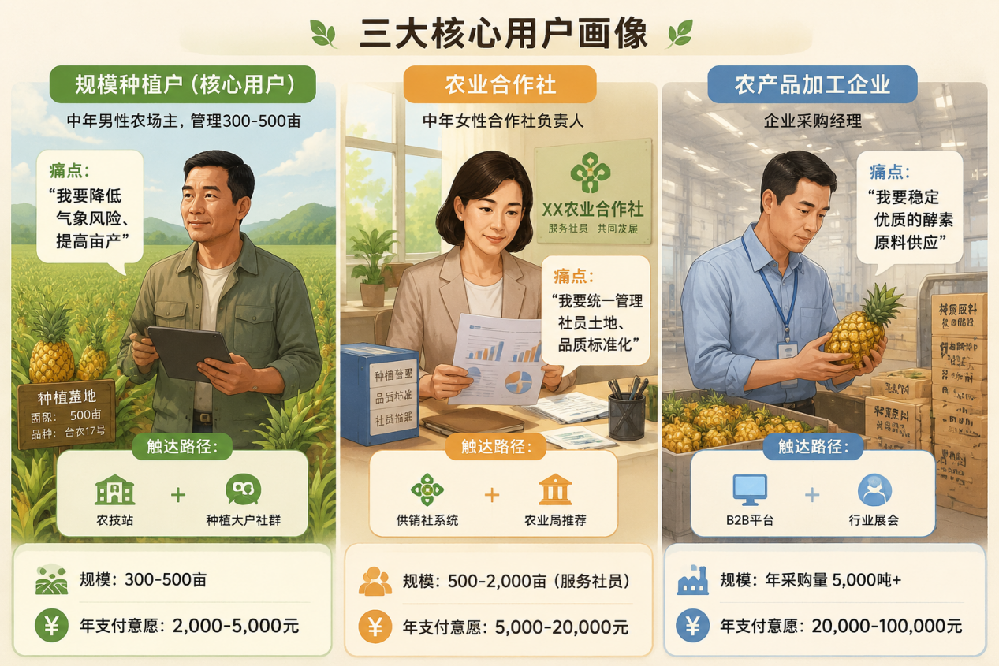 三大核心用户画像
规模种植户（核心用户）
中年男性农场主，管理300-500亩
痛点：
“我要降低
气象风险、
提高亩产”
种植基地
面积： 500亩
品种： 台农17号
触达路径：
农技站
+
种植大户社群
规模：300-500亩
年支付意愿：2,000-5,000元
农业合作社
中年女性合作社负责人
XX农业合作社
服务社员 共同发展
痛点：
“我要统一管理
社员土地、
品质标准化”
种植管理
品质标准
社员
触达路径：
供销社系统
+
农业局推荐
规模：500-2,000亩（服务社员）
年支付意愿：5,000-20,000元
农产品加工企业
企业采购经理
痛点：
“我要稳定
优质的酵素
原料供应”
触达路径：
B2B平台
+
行业展会
规模：年采购量 5,000吨+
年支付意愿：20,000-100,000元